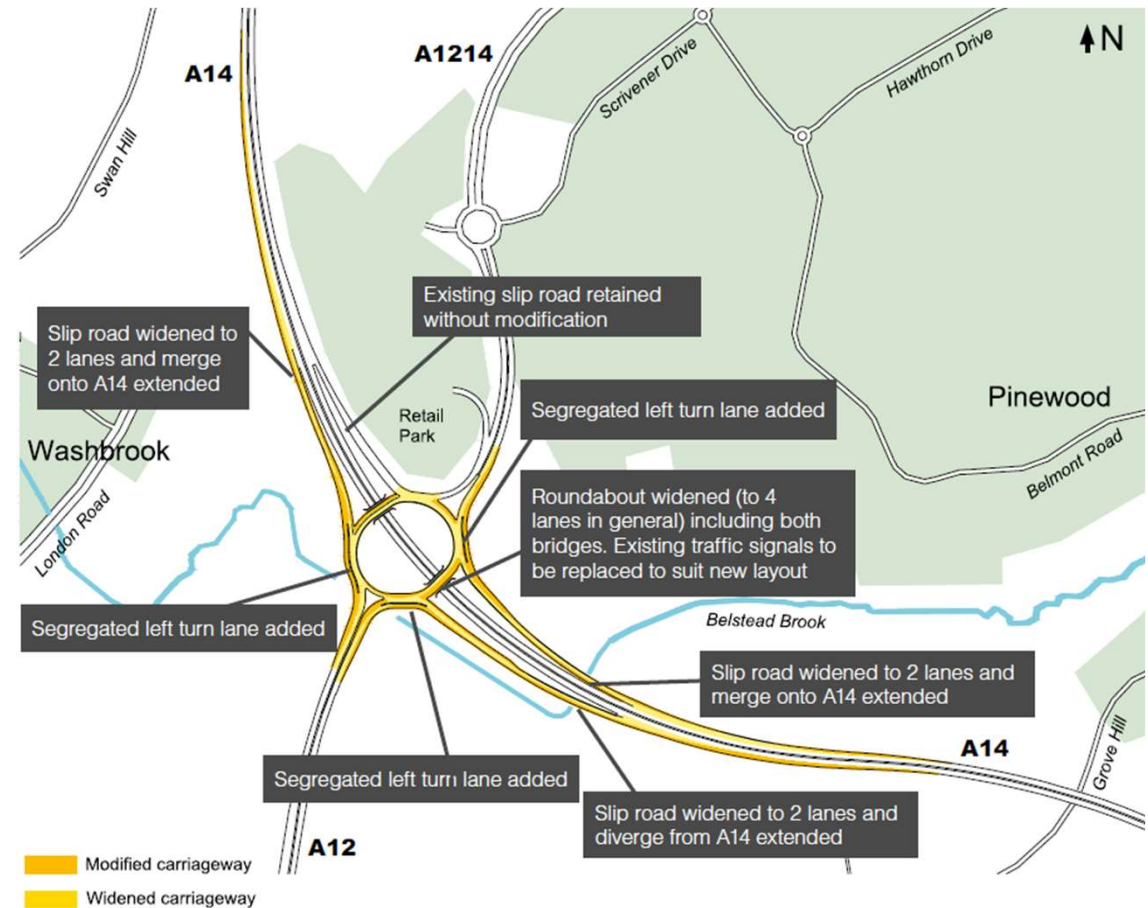 A14
A1214
N
Scrivener Drive
Hawthorn Drive
Swan Hill
Existing slip road retained
without modification
Slip road widened to
2 lanes and merge
onto A14 extended
Retail
Park
Segregated left turn lane added
Pinewood
Washbrook
Belmont Road
London Road
Roundabout widened (to 4
lanes in general) including both
bridges. Existing traffic signals to
be replaced to suit new layout
Segregated left turn lane added
Belstead Brook
Slip road widened to 2 lanes and
merge onto A14 extended
A14
Grove Hill
Segregated left turn lane added
Slip road widened to 2 lanes and
diverge from A14 extended
A12
Modified carriageway
Widened carriageway